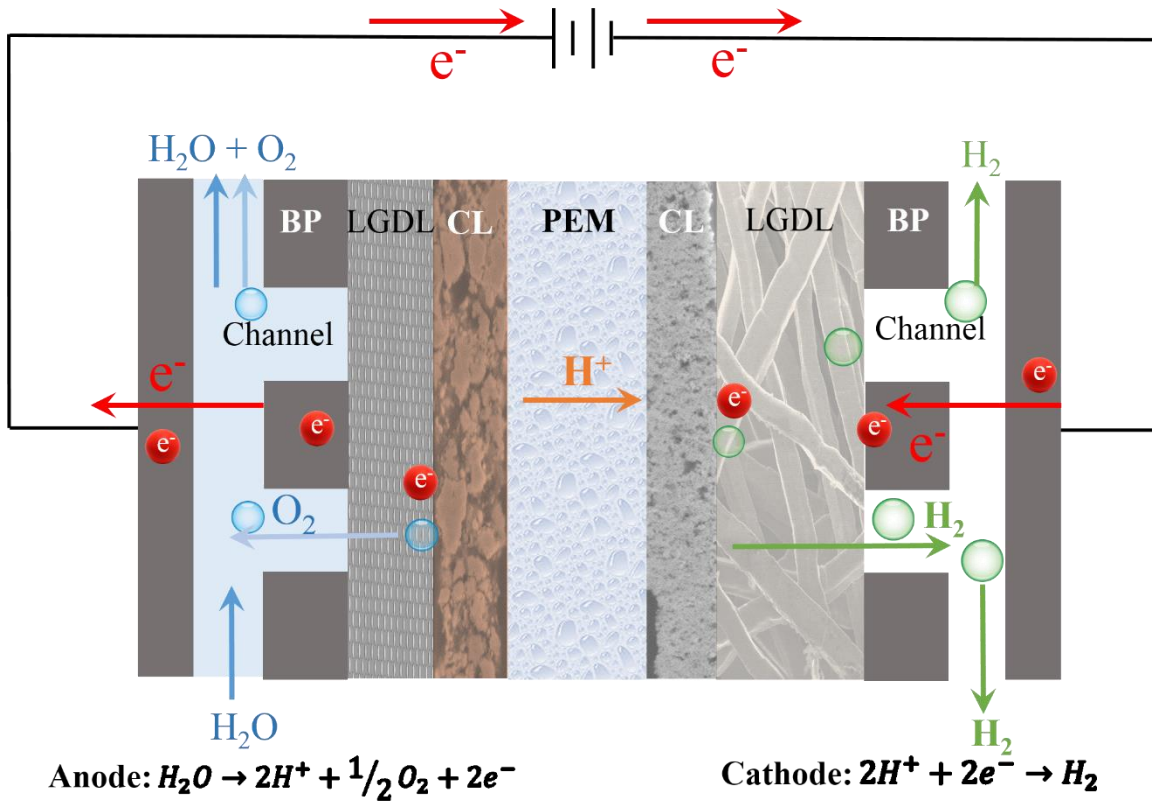 e⁻ e⁻
H₂O + O₂ H₂
BP LGDL CL PEM CL LGDL BP
Channel Channel
H⁺
e⁻ e⁻
e⁻ e⁻ e⁻ e⁻ e⁻
e⁻
O₂ H₂
H₂O H₂
Anode: H₂O → 2H⁺ + ½ O₂ + 2e⁻
Cathode: 2H⁺ + 2e⁻ → H₂